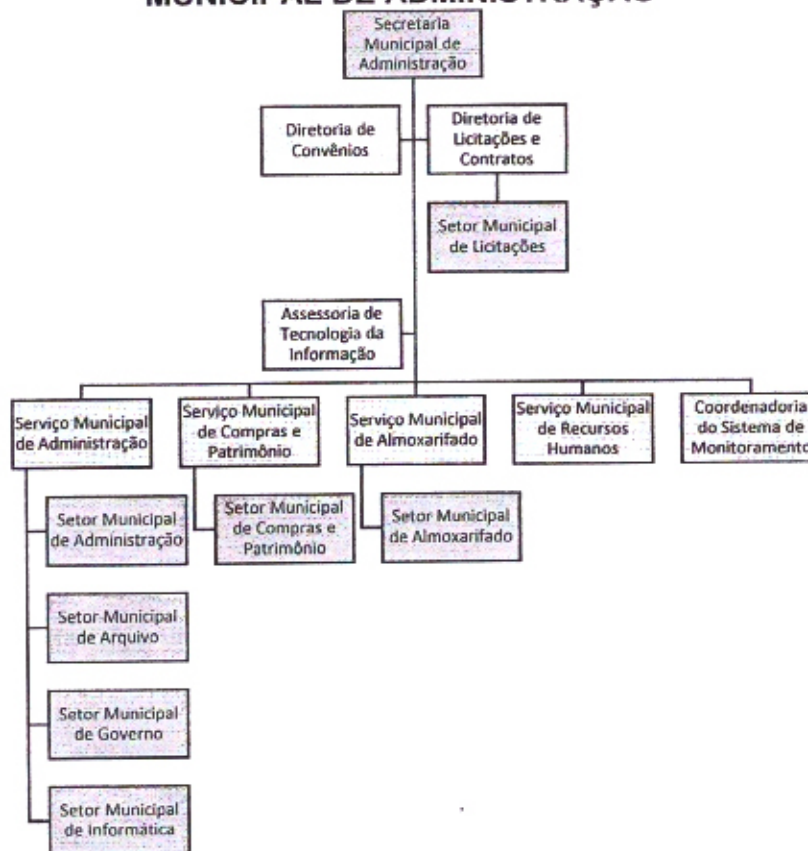 MUNICIPAL DE ADMINISTRAÇÃO
Secretaria
Municipal de
Administração
Diretoria de
Convênios
Diretoria de
Licitações e
Contratos
Setor Municipal
de Licitações
Assessoria de
Tecnologia da
Informação
Serviço Municipal
de Administração
Serviço Municipal
de Compras e
Patrimônio
Serviço Municipal
de Almoxarifado
Serviço Municipal
de Recursos
Humanos
Coordenadoria
do Sistema de
Monitoramento
Setor Municipal
de Administração
Setor Municipal
de Compras e
Patrimônio
Setor Municipal
de Almoxarifado
Setor Municipal
de Arquivo
Setor Municipal
de Governo
Setor Municipal
de Informática